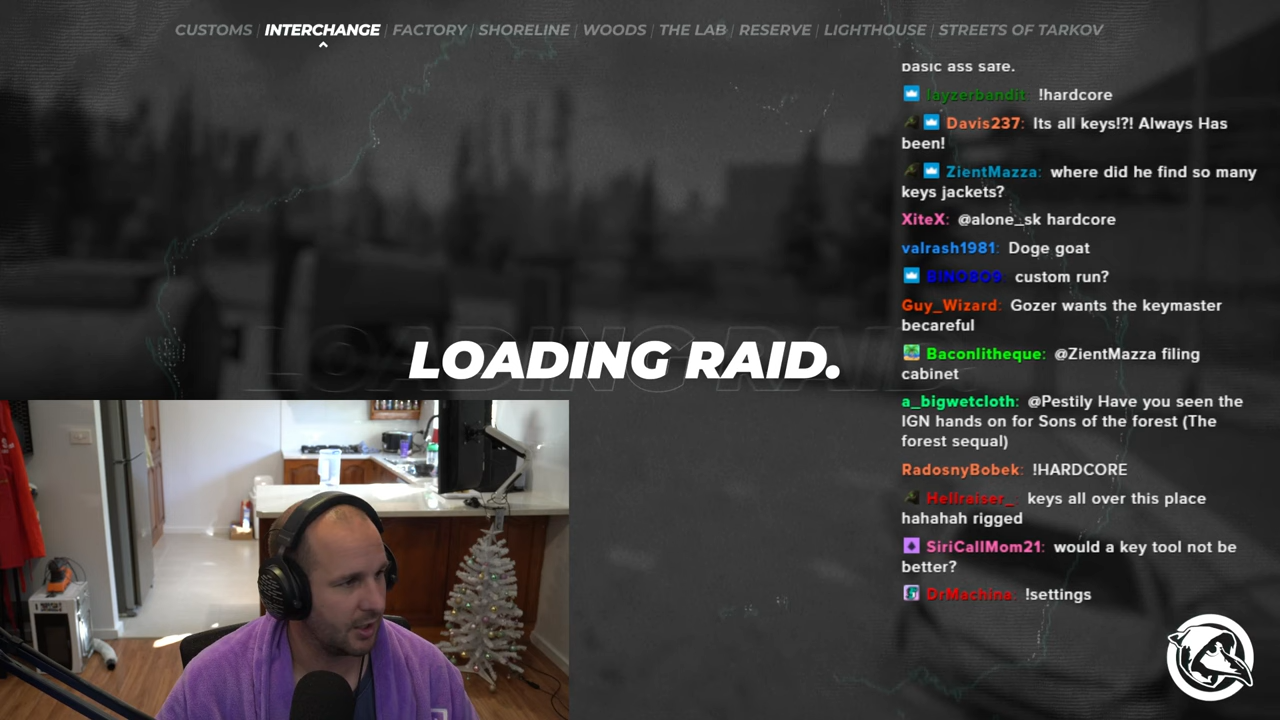 CUSTOMS | INTERCHANGE | FACTORY | SHORELINE | WOODS | THE LAB | RESERVE | LIGHTHOUSE | STREETS OF TARKOV
basic ass safe.
layzerbandit: !hardcore
Davis237: Its all keys!?! Always Has
been!
ZientMazza: where did he find so many
keys jackets?
XiteX: @alone_sk hardcore
valrash1981: Doge goat
BIN0809: custom run?
Guy_Wizard: Gozer wants the keymaster
becareful
Baconlitheque: @ZientMazza filing
cabinet
a_bigwetcloth: @Pestily Have you seen the
IGN hands on for Sons of the forest (The
forest sequal)
RadosnyBobek: !HARDCORE
Hellraiser_: keys all over this place
hahahah rigged
SiriCallMom21: would a key tool not be
better?
DrMachina: !settings
LOADING RAID.
LOADING RAID.